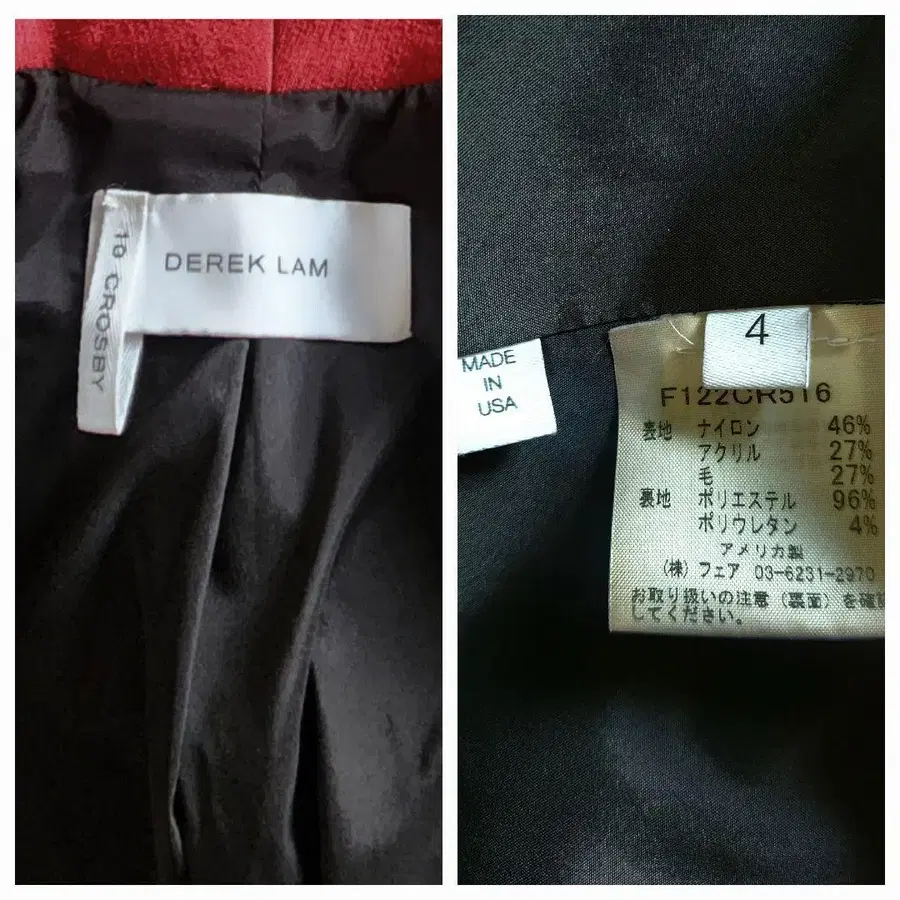 DEREK LAM
10 CROSBY
MADE
IN
USA
4
F122CR516
表地 ナイロン 46%
アクリル 27%
毛 27%
裏地 ポリエステル 96%
ポリウレタン 4%
アメリカ製
(株) フェア 03-6231-2970
お取り扱いの注意 (裏面) を確認
してください。